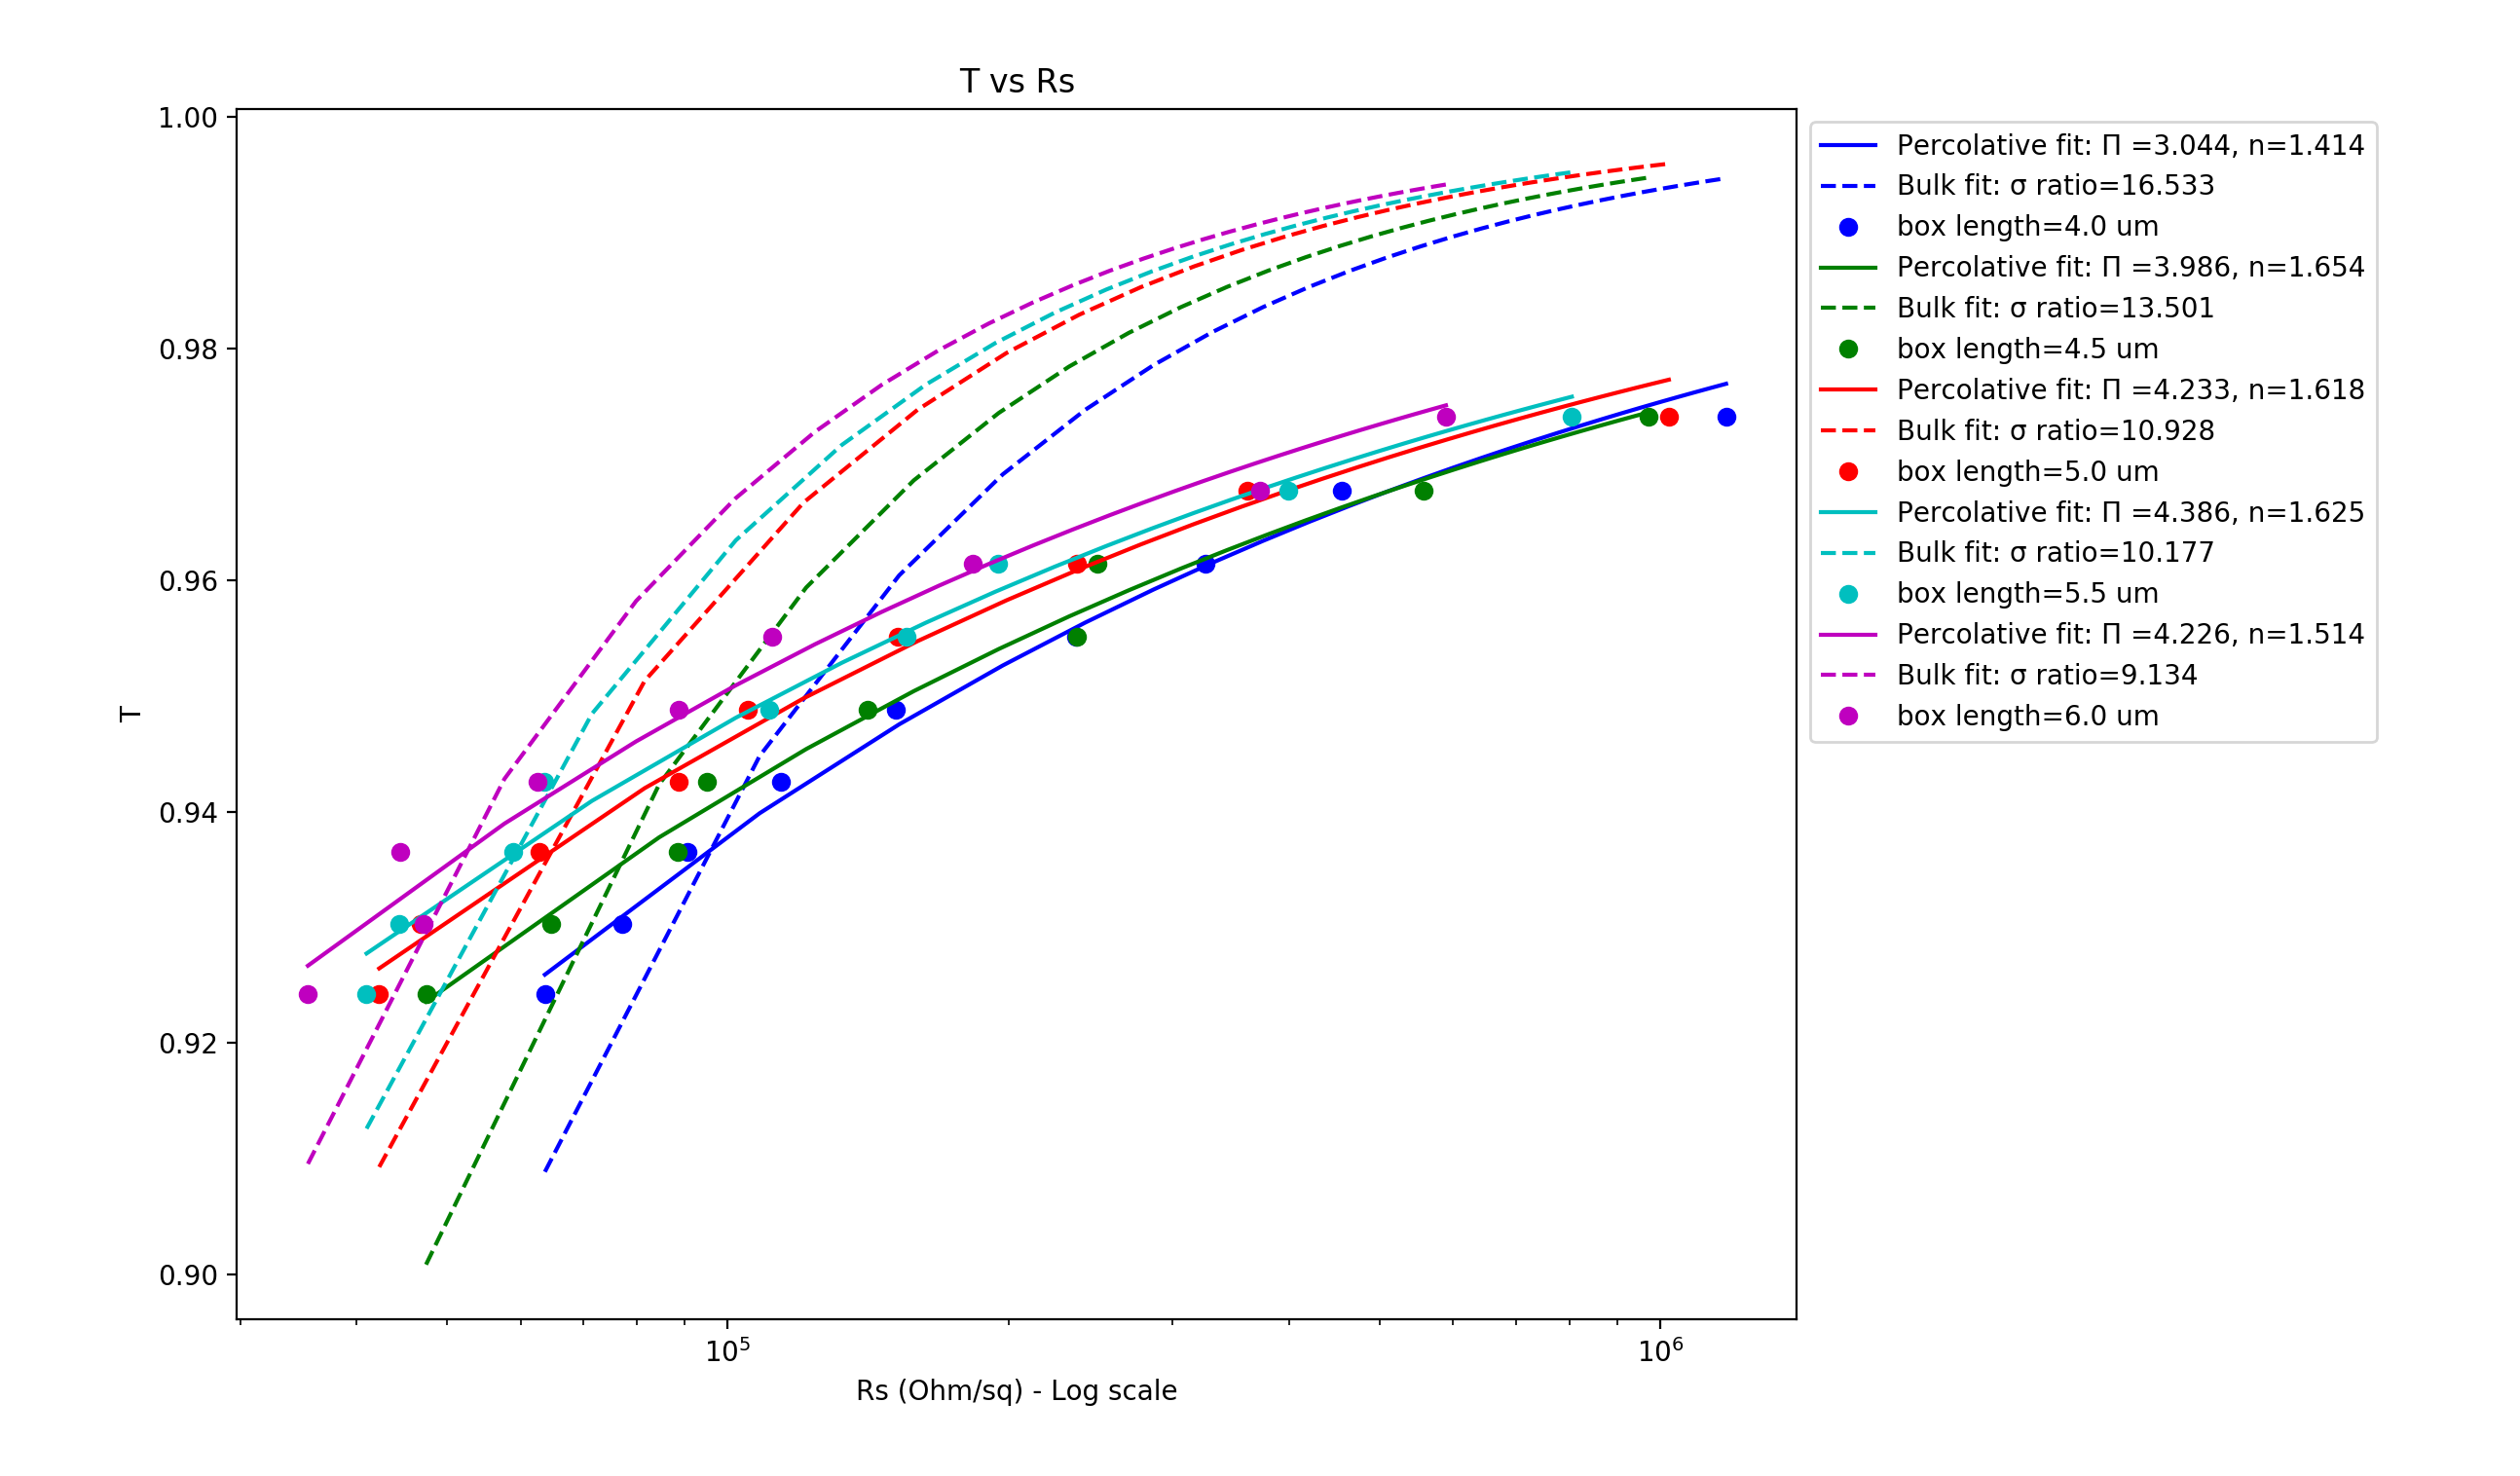 T vs Rs
1.00
0.98
0.96
0.94
0.92
0.90
T
10⁵
10⁶
Rs (Ohm/sq) - Log scale
Percolative fit: Π =3.044, n=1.414
Bulk fit: σ ratio=16.533
box length=4.0 um
Percolative fit: Π =3.986, n=1.654
Bulk fit: σ ratio=13.501
box length=4.5 um
Percolative fit: Π =4.233, n=1.618
Bulk fit: σ ratio=10.928
box length=5.0 um
Percolative fit: Π =4.386, n=1.625
Bulk fit: σ ratio=10.177
box length=5.5 um
Percolative fit: Π =4.226, n=1.514
Bulk fit: σ ratio=9.134
box length=6.0 um